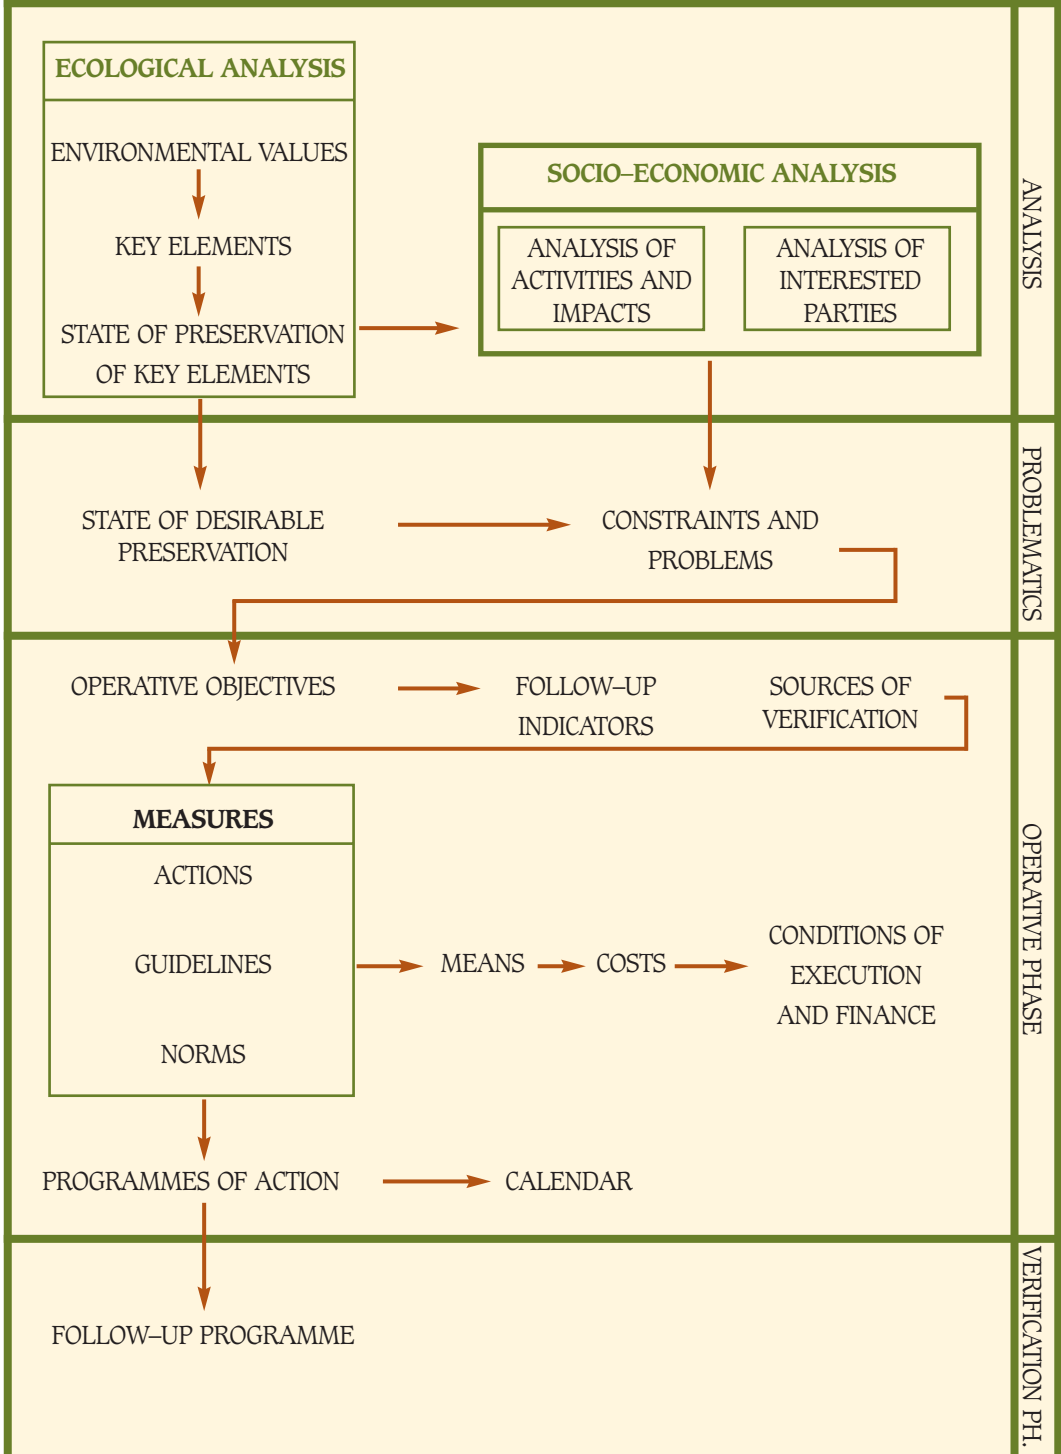 ECOLOGICAL ANALYSIS
ENVIRONMENTAL VALUES
KEY ELEMENTS
STATE OF PRESERVATION
OF KEY ELEMENTS
SOCIO–ECONOMIC ANALYSIS
ANALYSIS OF
ACTIVITIES AND
IMPACTS
ANALYSIS OF
INTERESTED
PARTIES
ANALYSIS
STATE OF DESIRABLE
PRESERVATION
CONSTRAINTS AND
PROBLEMS
PROBLEMATICS
OPERATIVE OBJECTIVES
FOLLOW–UP
INDICATORS
SOURCES OF
VERIFICATION
MEASURES
ACTIONS
GUIDELINES
NORMS
MEANS
COSTS
CONDITIONS OF
EXECUTION
AND FINANCE
PROGRAMMES OF ACTION
CALENDAR
OPERATIVE PHASE
FOLLOW–UP PROGRAMME
VERIFICATION PH.